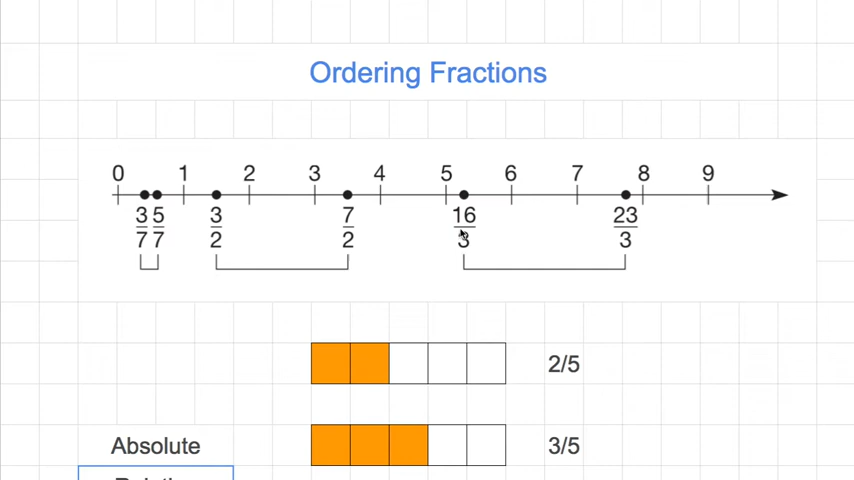 Ordering Fractions
0 1 2 3 4 5 6 7 8 9
3/7 5/7 3/2 7/2 16/3 23/3
2/5
Absolute 3/5